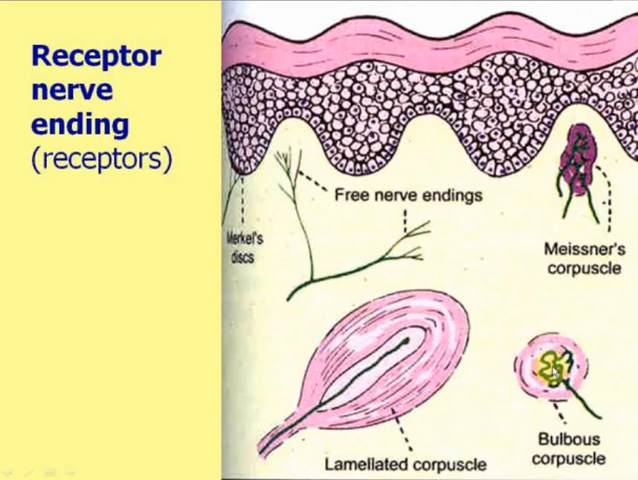 Receptor
nerve
ending
(receptors)
Free nerve endings
Merkel's
discs
Meissner's
corpuscle
Lamellated corpuscle
Bulbous
corpuscle